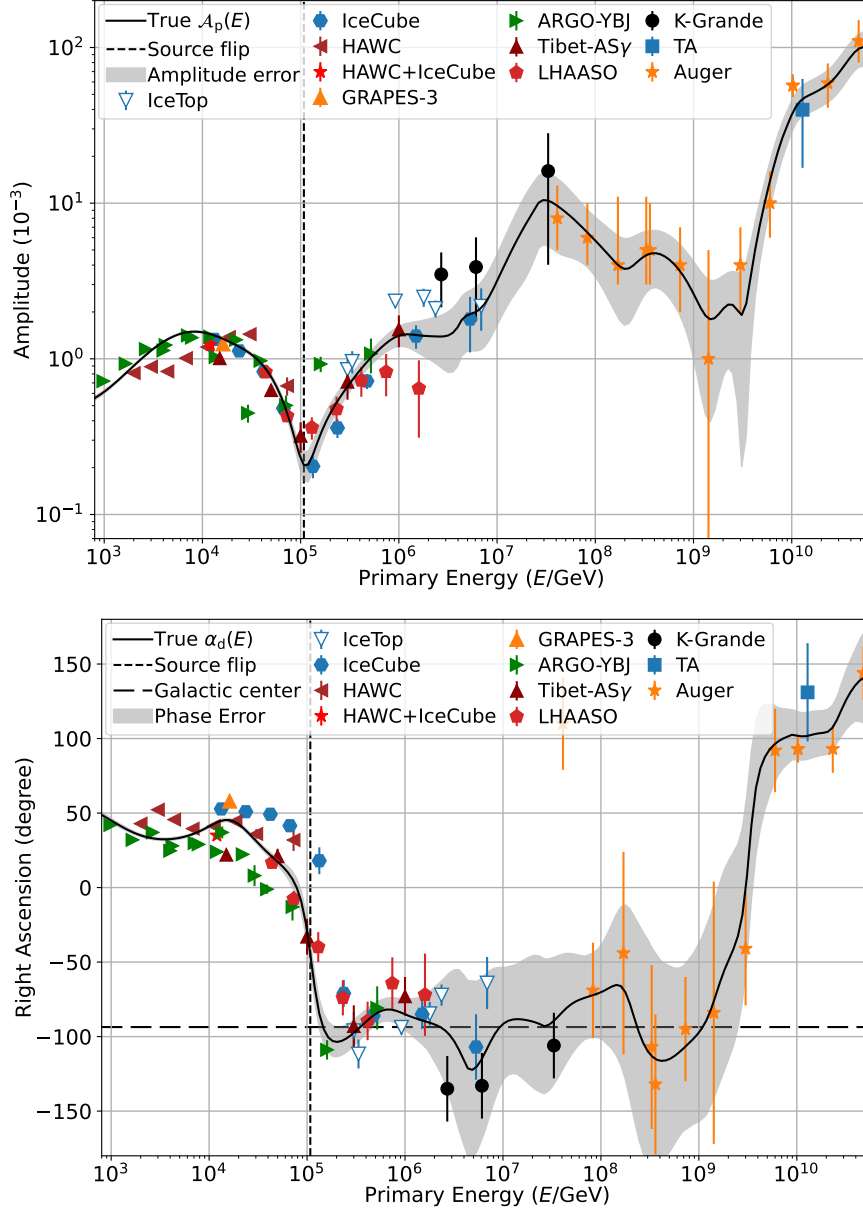 True 𝒜p(E)
Source flip
Amplitude error
IceTop
IceCube
HAWC
HAWC+IceCube
GRAPES-3
ARGO-YBJ
Tibet-ASγ
LHAASO
K-Grande
TA
Auger
10²
10¹
10⁰
10⁻¹
Amplitude (10⁻³)
10³ 10⁴ 10⁵ 10⁶ 10⁷ 10⁸ 10⁹ 10¹⁰
Primary Energy (E/GeV)
True αd(E)
Source flip
Galactic center
Phase Error
IceTop
IceCube
HAWC
HAWC+IceCube
GRAPES-3
ARGO-YBJ
Tibet-ASγ
LHAASO
K-Grande
TA
Auger
150
100
50
0
−50
−100
−150
Right Ascension (degree)
10³ 10⁴ 10⁵ 10⁶ 10⁷ 10⁸ 10⁹ 10¹⁰
Primary Energy (E/GeV)